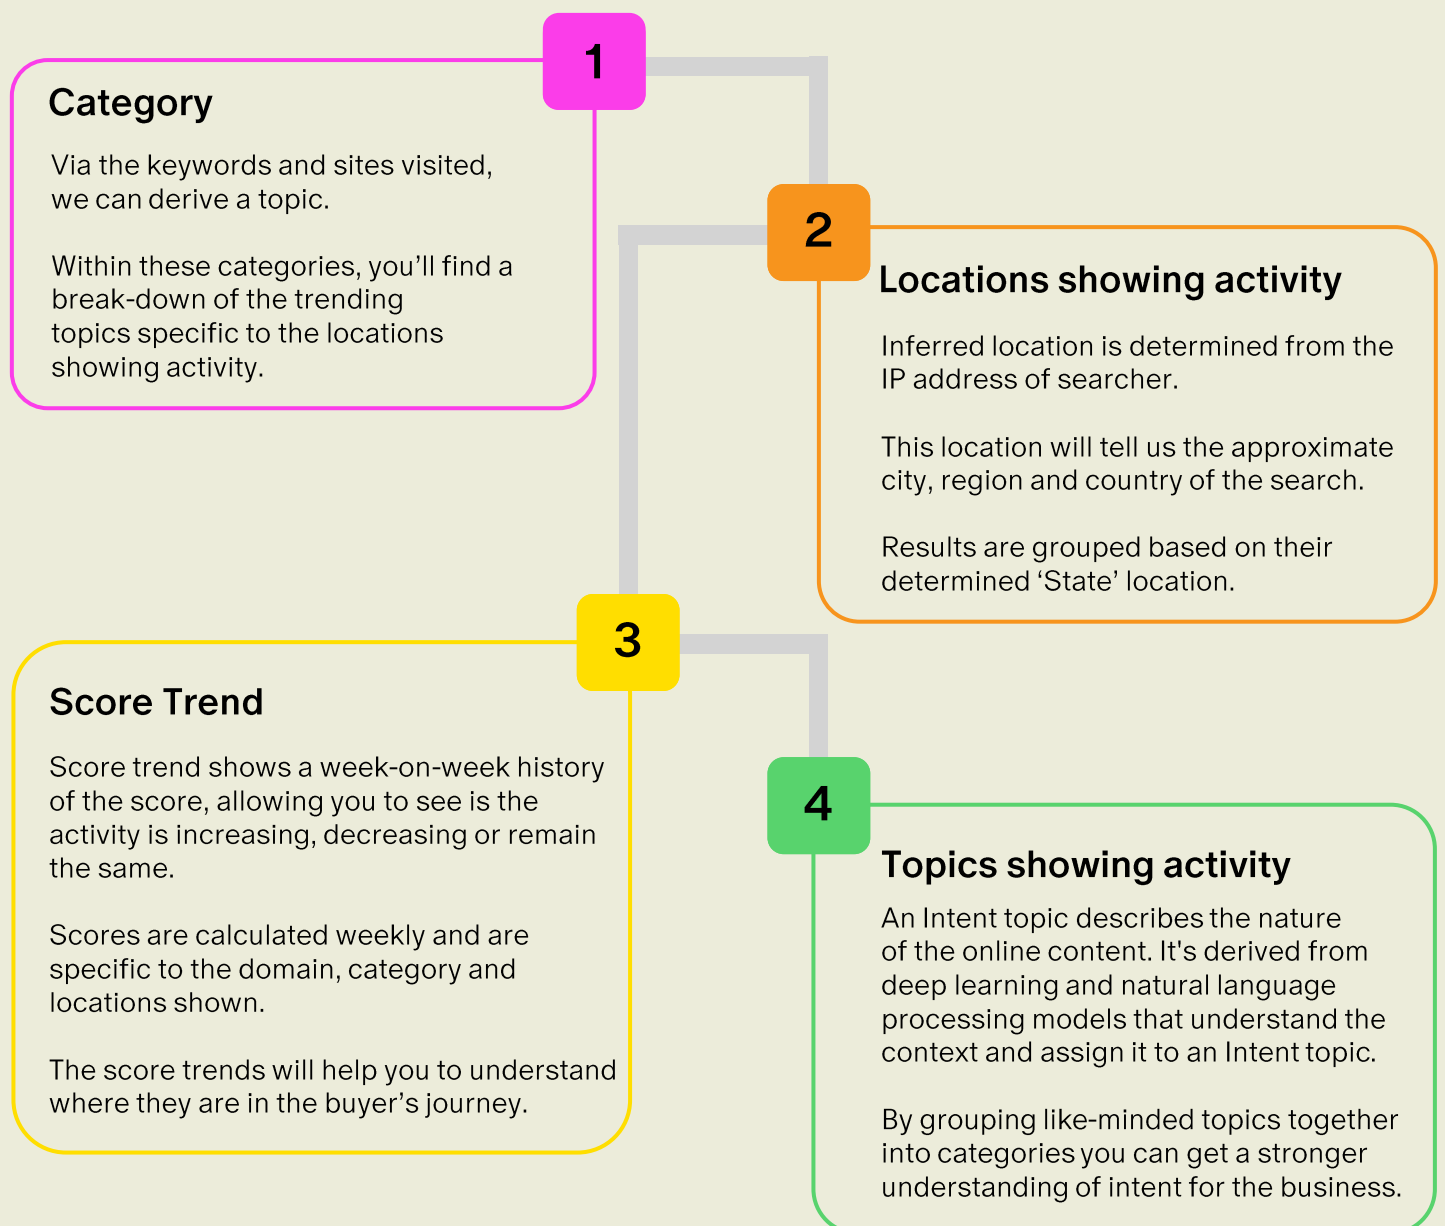 1
Category
Via the keywords and sites visited,
we can derive a topic.
Within these categories, you’ll find a
break-down of the trending
topics specific to the locations
showing activity.
2
Locations showing activity
Inferred location is determined from the
IP address of searcher.
This location will tell us the approximate
city, region and country of the search.
Results are grouped based on their
determined ‘State’ location.
3
Score Trend
Score trend shows a week-on-week history
of the score, allowing you to see is the
activity is increasing, decreasing or remain
the same.
Scores are calculated weekly and are
specific to the domain, category and
locations shown.
The score trends will help you to understand
where they are in the buyer’s journey.
4
Topics showing activity
An Intent topic describes the nature
of the online content. It's derived from
deep learning and natural language
processing models that understand the
context and assign it to an Intent topic.
By grouping like-minded topics together
into categories you can get a stronger
understanding of intent for the business.